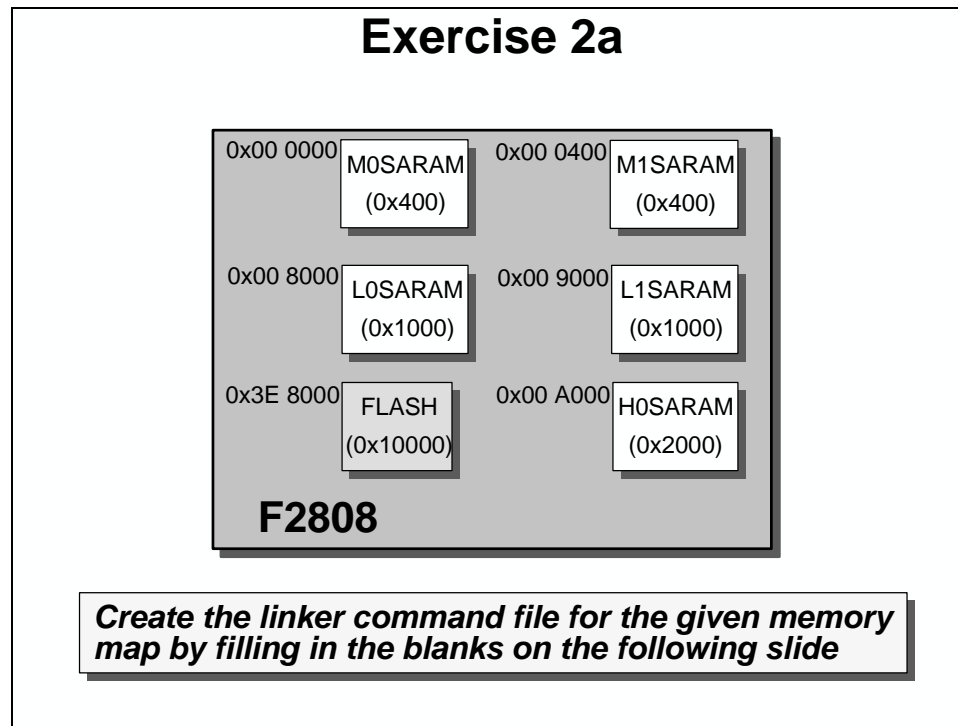 Exercise 2a
0x00 0000
M0SARAM
(0x400)
0x00 0400
M1SARAM
(0x400)
0x00 8000
L0SARAM
(0x1000)
0x00 9000
L1SARAM
(0x1000)
0x3E 8000
FLASH
(0x10000)
0x00 A000
H0SARAM
(0x2000)
F2808
Create the linker command file for the given memory
map by filling in the blanks on the following slide